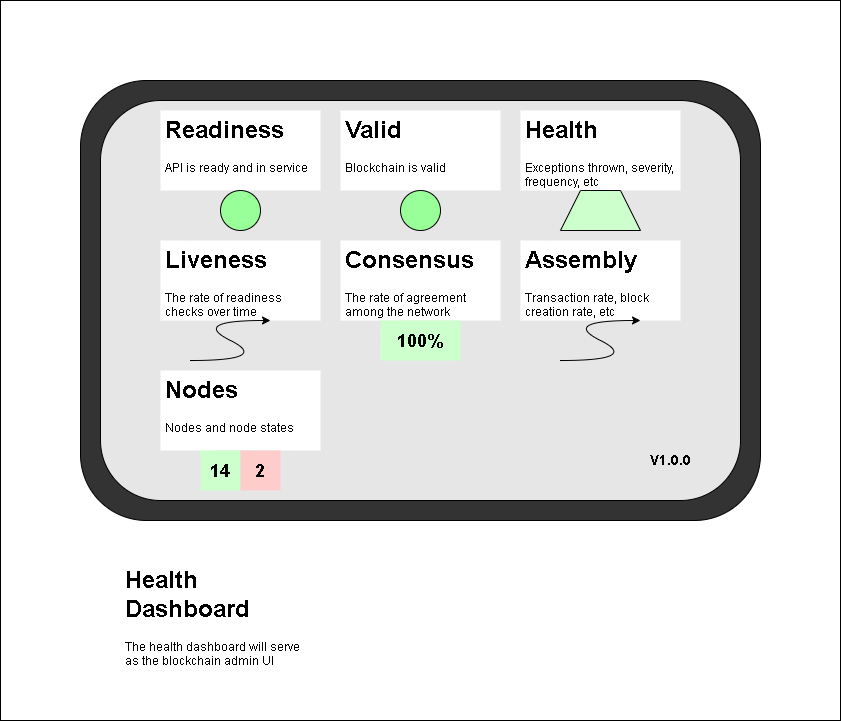 Readiness
API is ready and in service
Valid
Blockchain is valid
Health
Exceptions thrown, severity,
frequency, etc
Liveness
The rate of readiness
checks over time
Consensus
The rate of agreement
among the network
100%
Assembly
Transaction rate, block
creation rate, etc
Nodes
Nodes and node states
14 2
V1.0.0
Health
Dashboard
The health dashboard will serve
as the blockchain admin UI